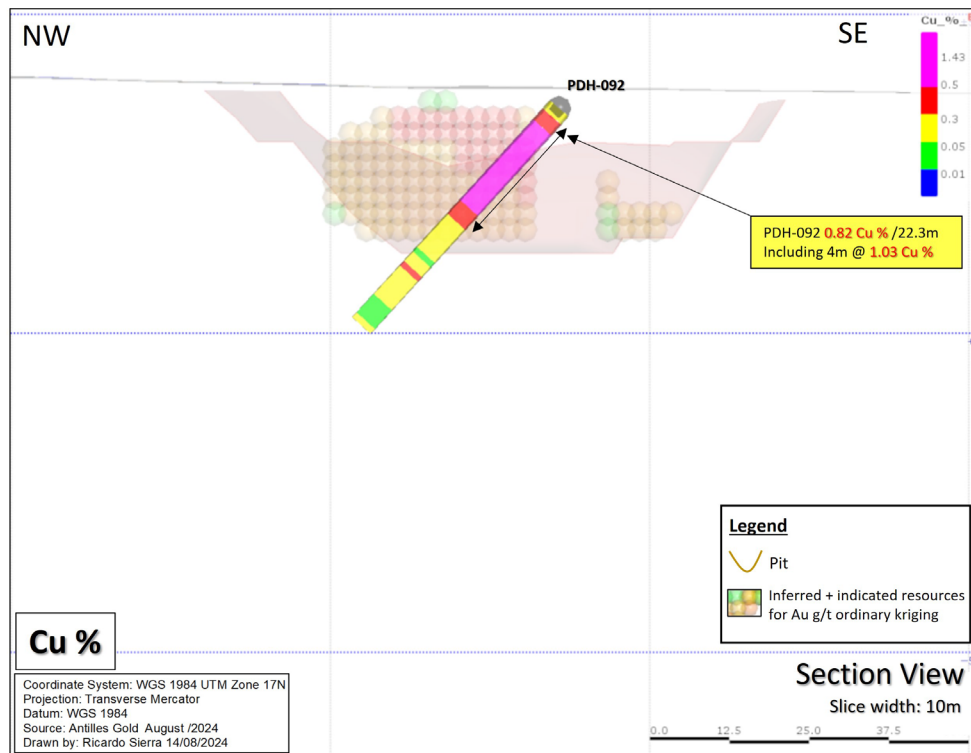 NW
SE
Cu_%_
1.43
0.5
0.3
0.05
0.01
PDH-092
PDH-092 0.82 Cu % /22.3m
Including 4m @ 1.03 Cu %
Legend
Pit
Inferred + indicated resources
for Au g/t ordinary kriging
Cu %
Coordinate System: WGS 1984 UTM Zone 17N
Projection: Transverse Mercator
Datum: WGS 1984
Source: Antilles Gold August /2024
Drawn by: Ricardo Sierra 14/08/2024
Section View
Slice width: 10m
0.0 12.5 25.0 37.5